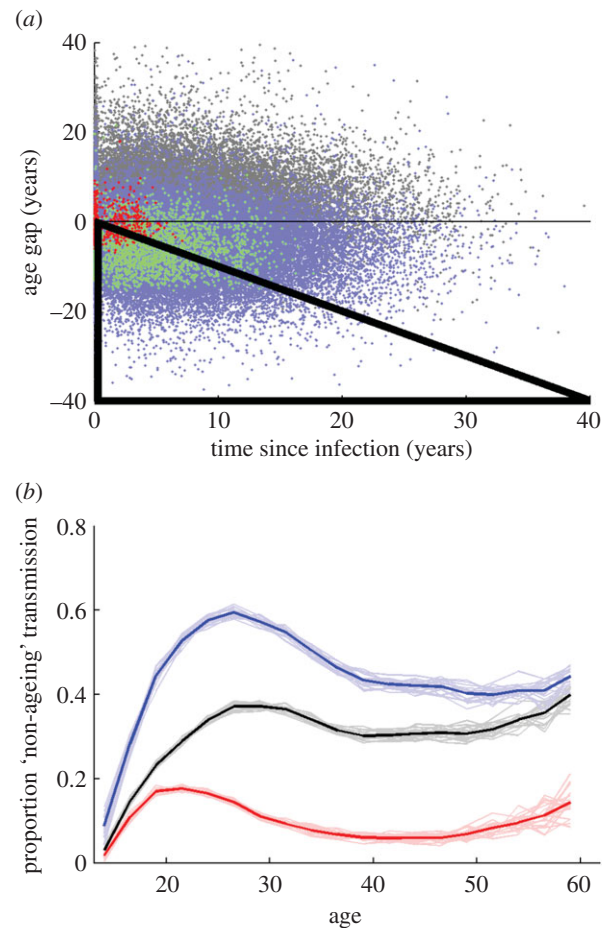 (a)
40
20
0
–20
–40
age gap (years)
0 10 20 30 40
time since infection (years)
(b)
0.8
0.6
0.4
0.2
0
proportion ‘non-ageing’ transmission
20 30 40 50 60
age